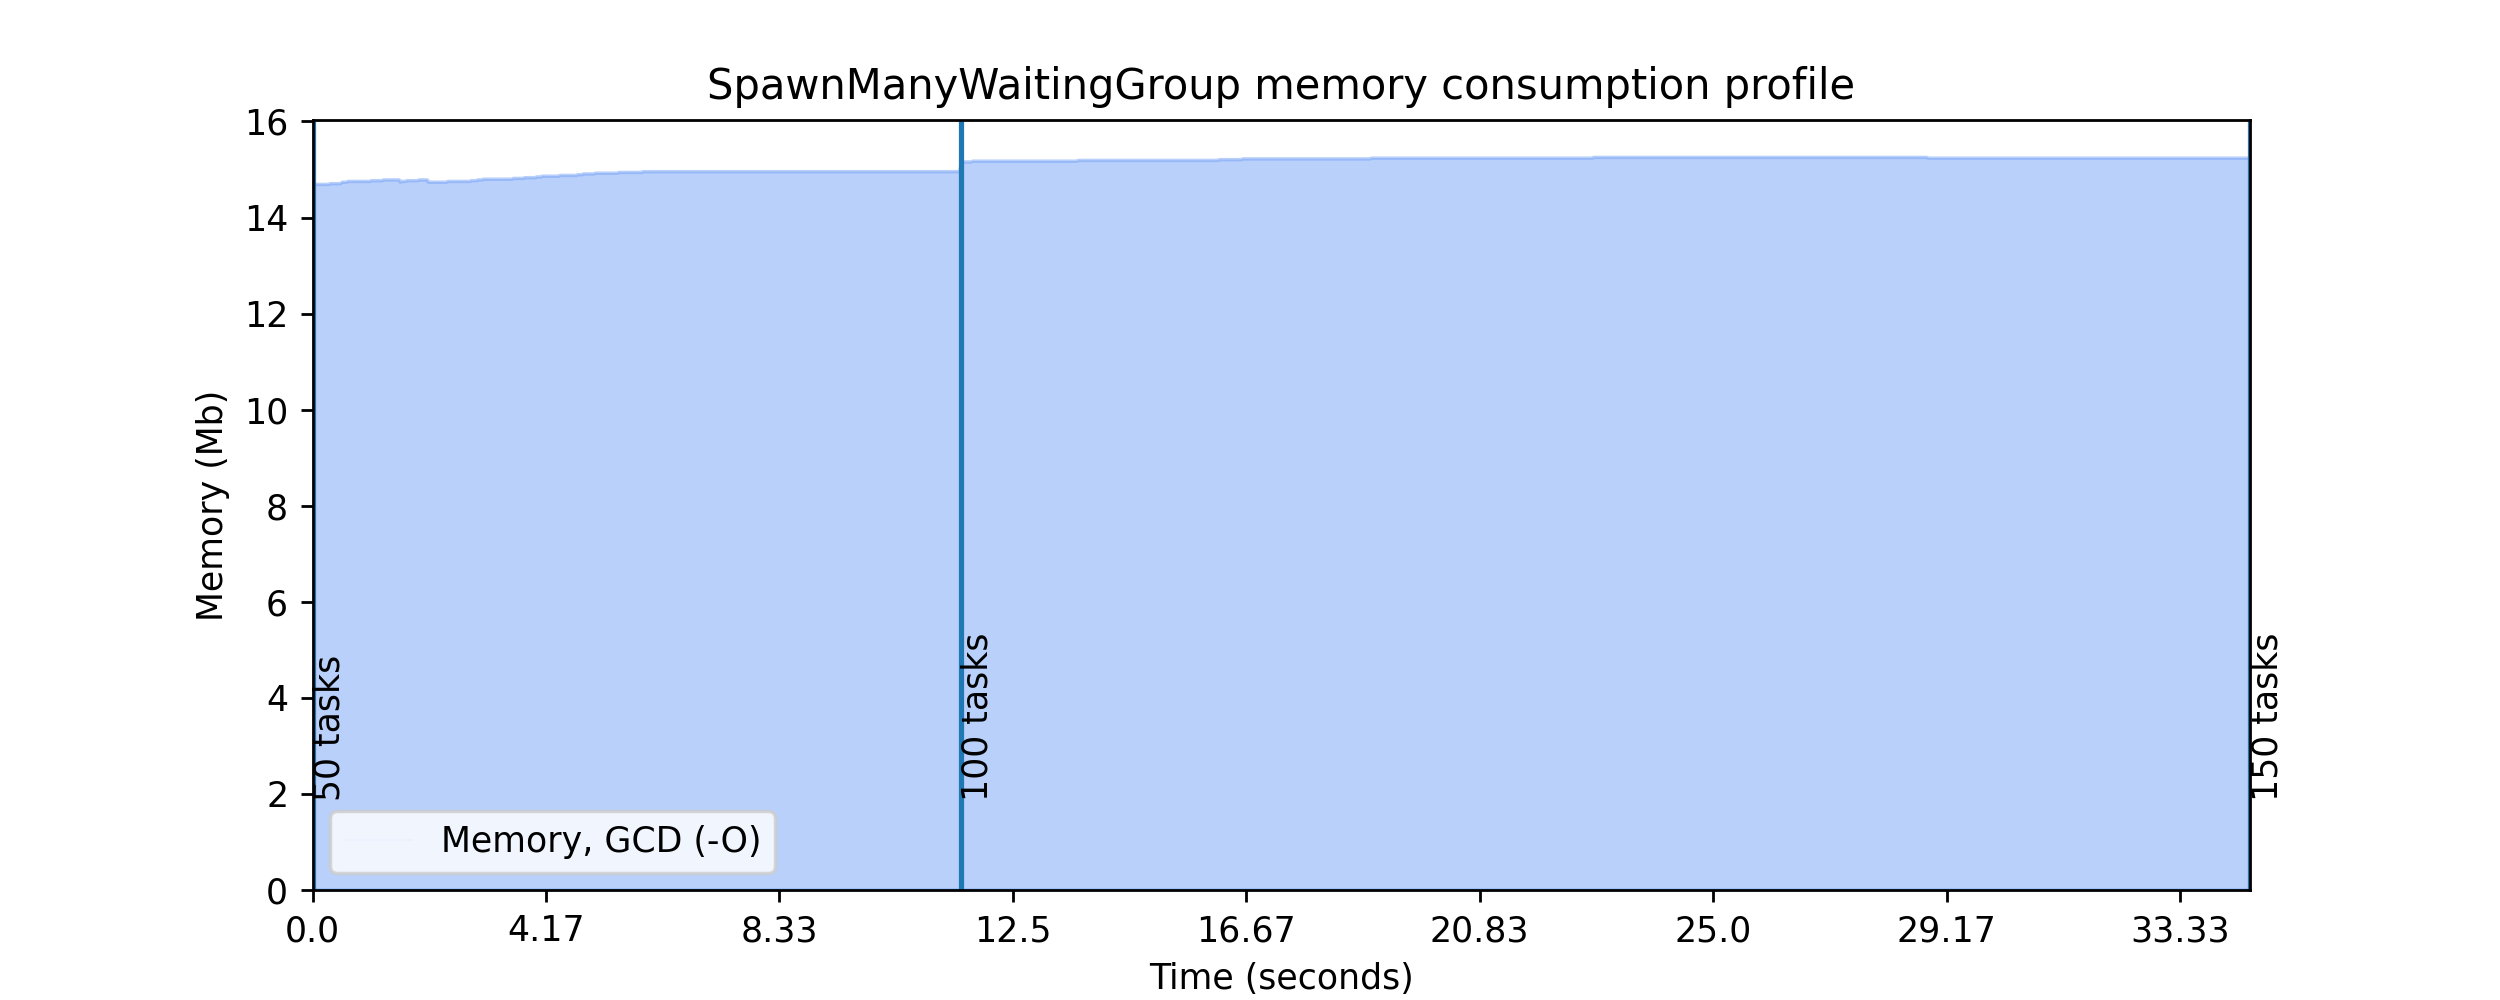 SpawnManyWaitingGroup memory consumption profile
16
14
12
10
8
6
4
2
0
Memory (Mb)
50 tasks
100 tasks
150 tasks
Memory, GCD (-O)
0.0 4.17 8.33 12.5 16.67 20.83 25.0 29.17 33.33
Time (seconds)